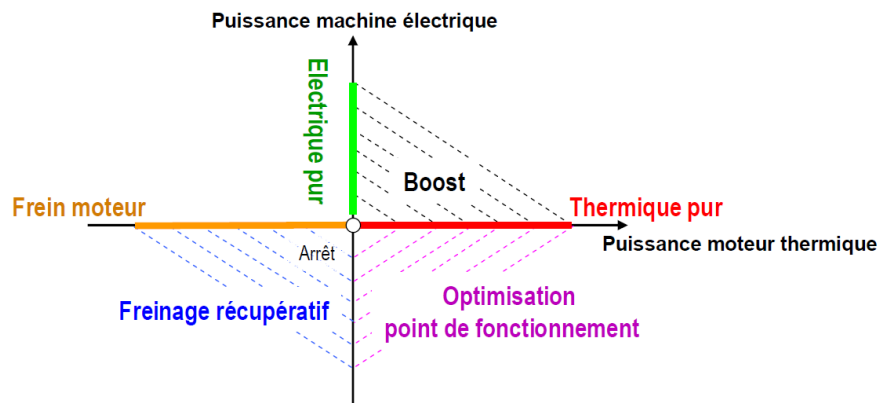 Puissance machine électrique
Electrique pur
Boost
Frein moteur
Thermique pur
Puissance moteur thermique
Arrêt
Freinage récupératif
Optimisation
point de fonctionnement